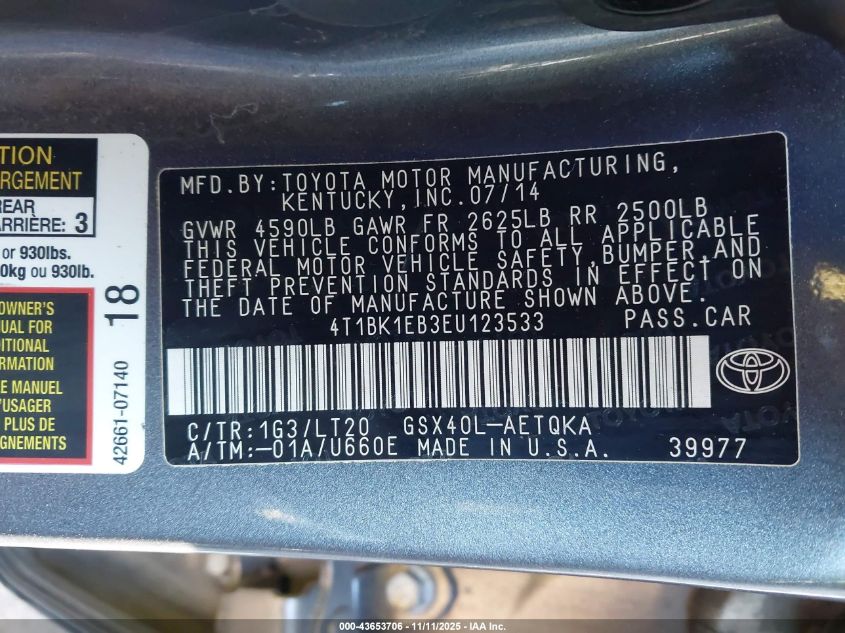 TION
RGEMENT
REAR
ARRIÈRE: 3
or 930lbs.
0kg ou 930lb.
OWNER'S
NUAL FOR
DITIONAL
RMATION
LE MANUEL
'USAGER
PLUS DE
GNEMENTS
18
42661-07140
MFD.BY:TOYOTA MOTOR MANUFACTURING,
KENTUCKY,INC.07/14
GVWR 4590LB GAWR FR 2625LB RR 2500LB
THIS VEHICLE CONFORMS TO ALL APPLICABLE
FEDERAL MOTOR VEHICLE SAFETY,BUMPER,AND
THEFT PREVENTION STANDARDS IN EFFECT ON
THE DATE OF MANUFACTURE SHOWN ABOVE.
4T1BK1EB3EU123533 PASS.CAR
C/TR:1G3/LT20 GSX40L-AETQKA
A/TM:-01A/U660E MADE IN U.S.A. 39977
000-43653706 - 11/11/2025 - IAA Inc.